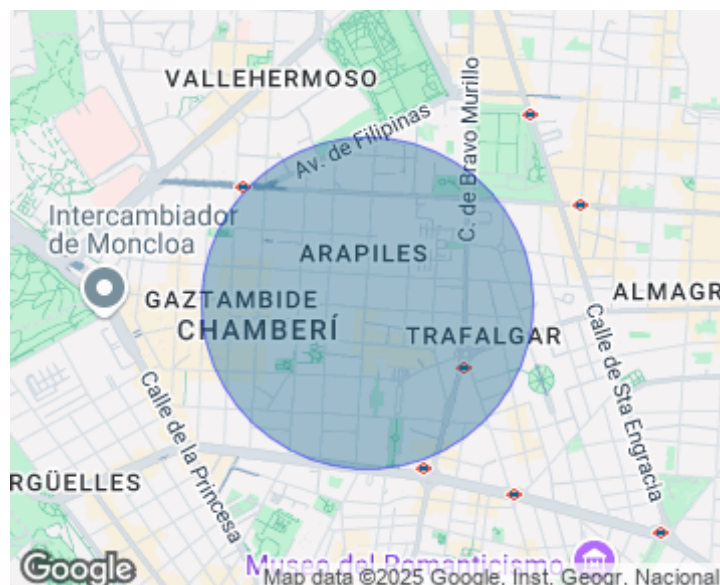 VALLEHERMOSO
Av. de Filipinas
C. de Bravo Murillo
Intercambiador
de Moncloa
ARAPILES
GAZTAMBIDE
CHAMBERÍ
TRAFALGAR
ALMAGR
Calle de Sta Engracia
Calle de la Princesa
RGÜELLES
Museo del Romanticismo
Google
Map data ©2025 Google, Inst. Geogr. Nacional